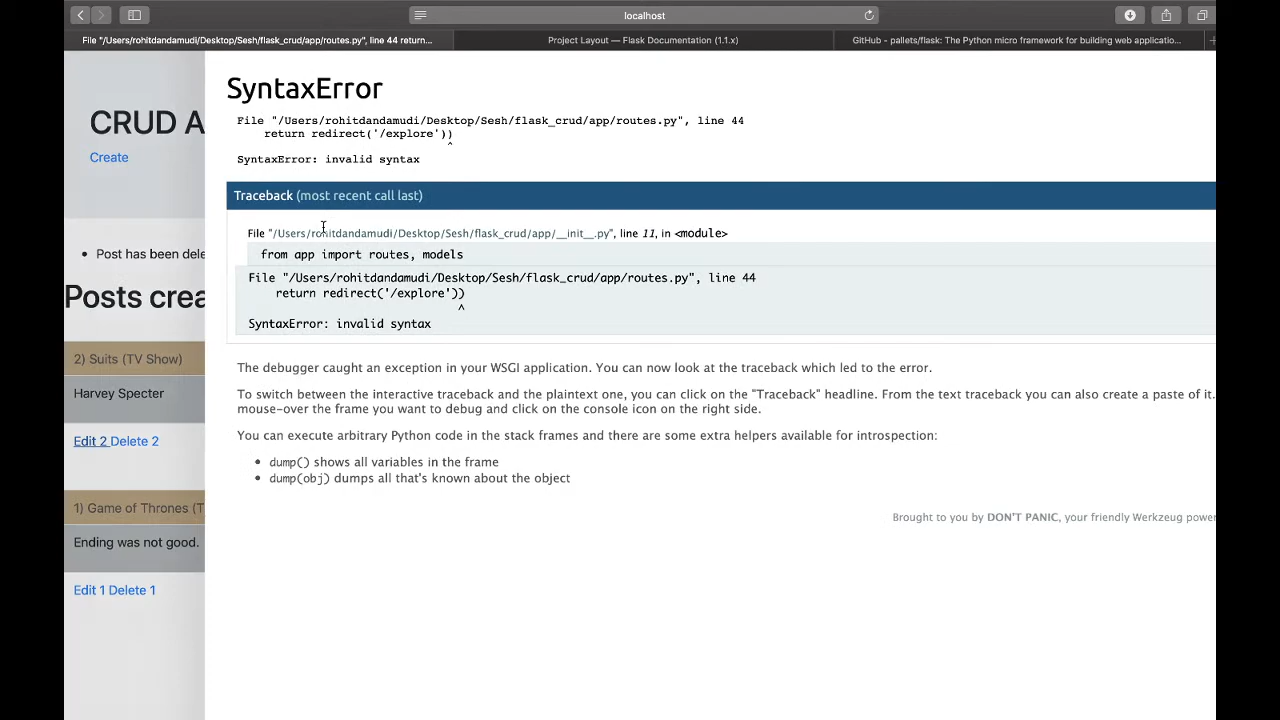 localhost
File "/Users/rohitdandamudi/Desktop/Sesh/flask_crud/app/routes.py", line 44 return...
Project Layout — Flask Documentation (1.1.x)
GitHub - pallets/flask: The Python micro framework for building web applicatio...
CRUD A
Create
Post has been dele
Posts crea
2) Suits (TV Show)
Harvey Specter
Edit 2 Delete 2
1) Game of Thrones (T
Ending was not good.
Edit 1 Delete 1
SyntaxError
File "/Users/rohitdandamudi/Desktop/Sesh/flask_crud/app/routes.py", line 44
return redirect('/explore'))
^
SyntaxError: invalid syntax
Traceback (most recent call last)
File "/Users/rohitdandamudi/Desktop/Sesh/flask_crud/app/__init__.py", line 11, in <module>
from app import routes, models
File "/Users/rohitdandamudi/Desktop/Sesh/flask_crud/app/routes.py", line 44
return redirect('/explore'))
^
SyntaxError: invalid syntax
The debugger caught an exception in your WSGI application. You can now look at the traceback which led to the error.
To switch between the interactive traceback and the plaintext one, you can click on the "Traceback" headline. From the text traceback you can also create a paste of it.
mouse-over the frame you want to debug and click on the console icon on the right side.
You can execute arbitrary Python code in the stack frames and there are some extra helpers available for introspection:
dump() shows all variables in the frame
dump(obj) dumps all that's known about the object
Brought to you by DON'T PANIC, your friendly Werkzeug power